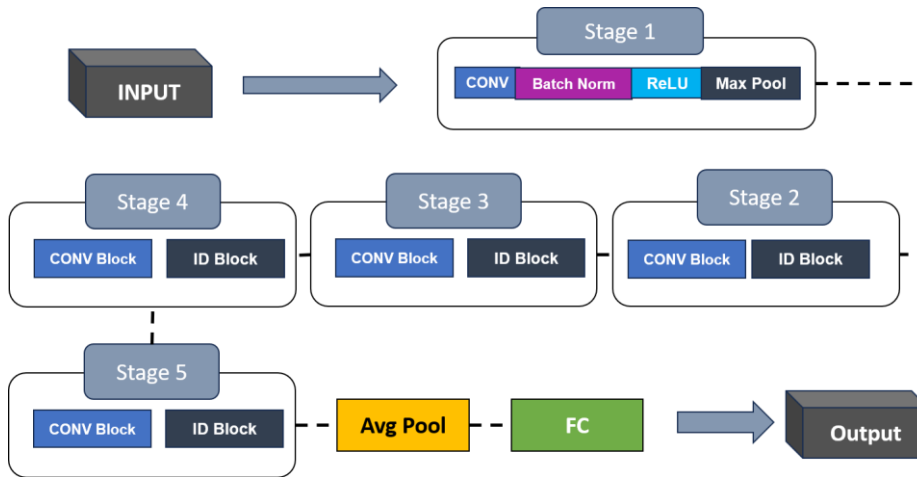 Stage 1
INPUT
CONV Batch Norm ReLU Max Pool
Stage 4
Stage 3
Stage 2
CONV Block ID Block
CONV Block ID Block
CONV Block ID Block
Stage 5
CONV Block ID Block
Avg Pool
FC
Output